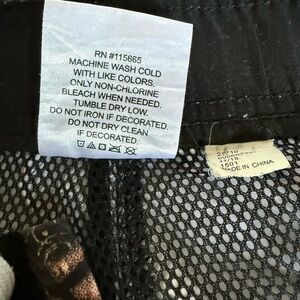 RN #115665
MACHINE WASH COLD
WITH LIKE COLORS.
ONLY NON-CHLORINE
BLEACH WHEN NEEDED.
TUMBLE DRY LOW.
DO NOT IRON IF DECORATED.
DO NOT DRY CLEAN
IF DECORATED.
MADE IN CHINA